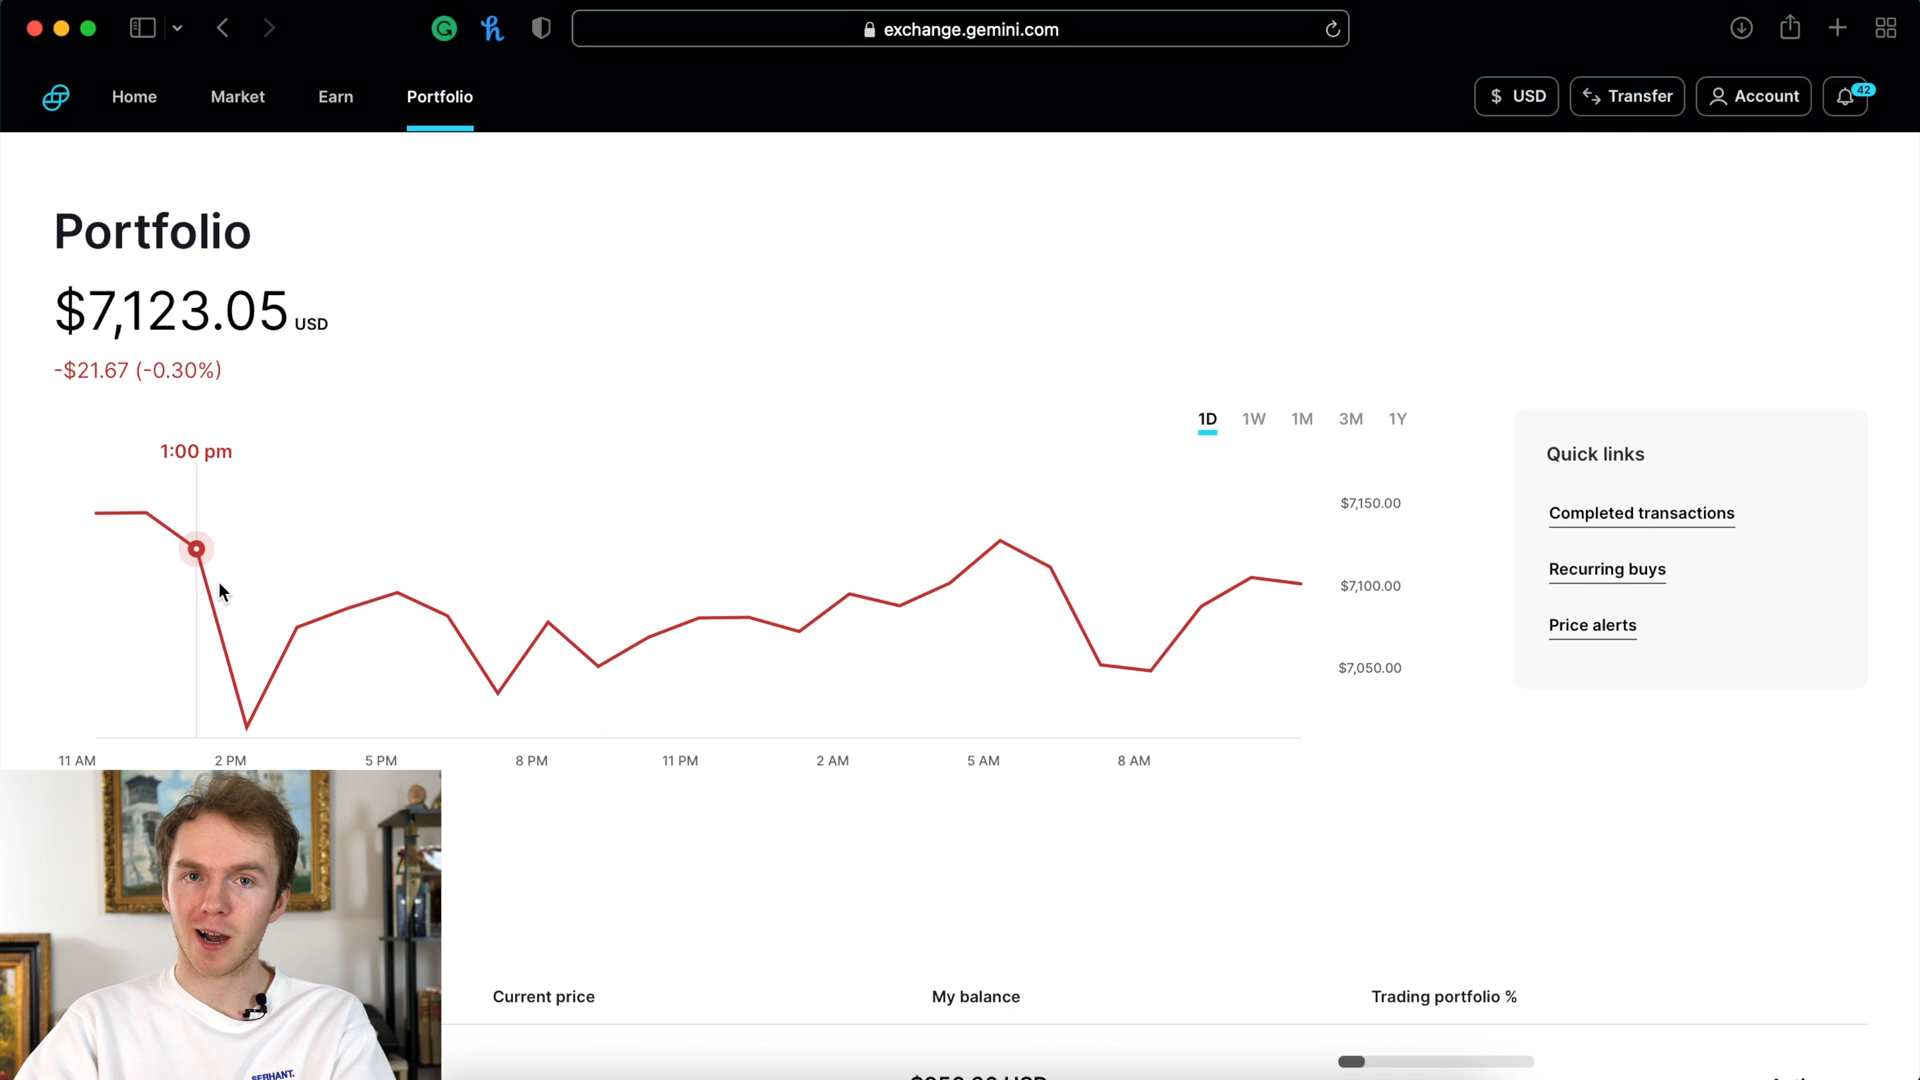 exchange.gemini.com
Home Market Earn Portfolio
$ USD Transfer Account 42
Portfolio
$7,123.05 USD
-$21.67 (-0.30%)
1D 1W 1M 3M 1Y
1:00 pm
$7,150.00
$7,100.00
$7,050.00
11 AM 2 PM 5 PM 8 PM 11 PM 2 AM 5 AM 8 AM
Quick links
Completed transactions
Recurring buys
Price alerts
Current price My balance Trading portfolio %
SERHANT.